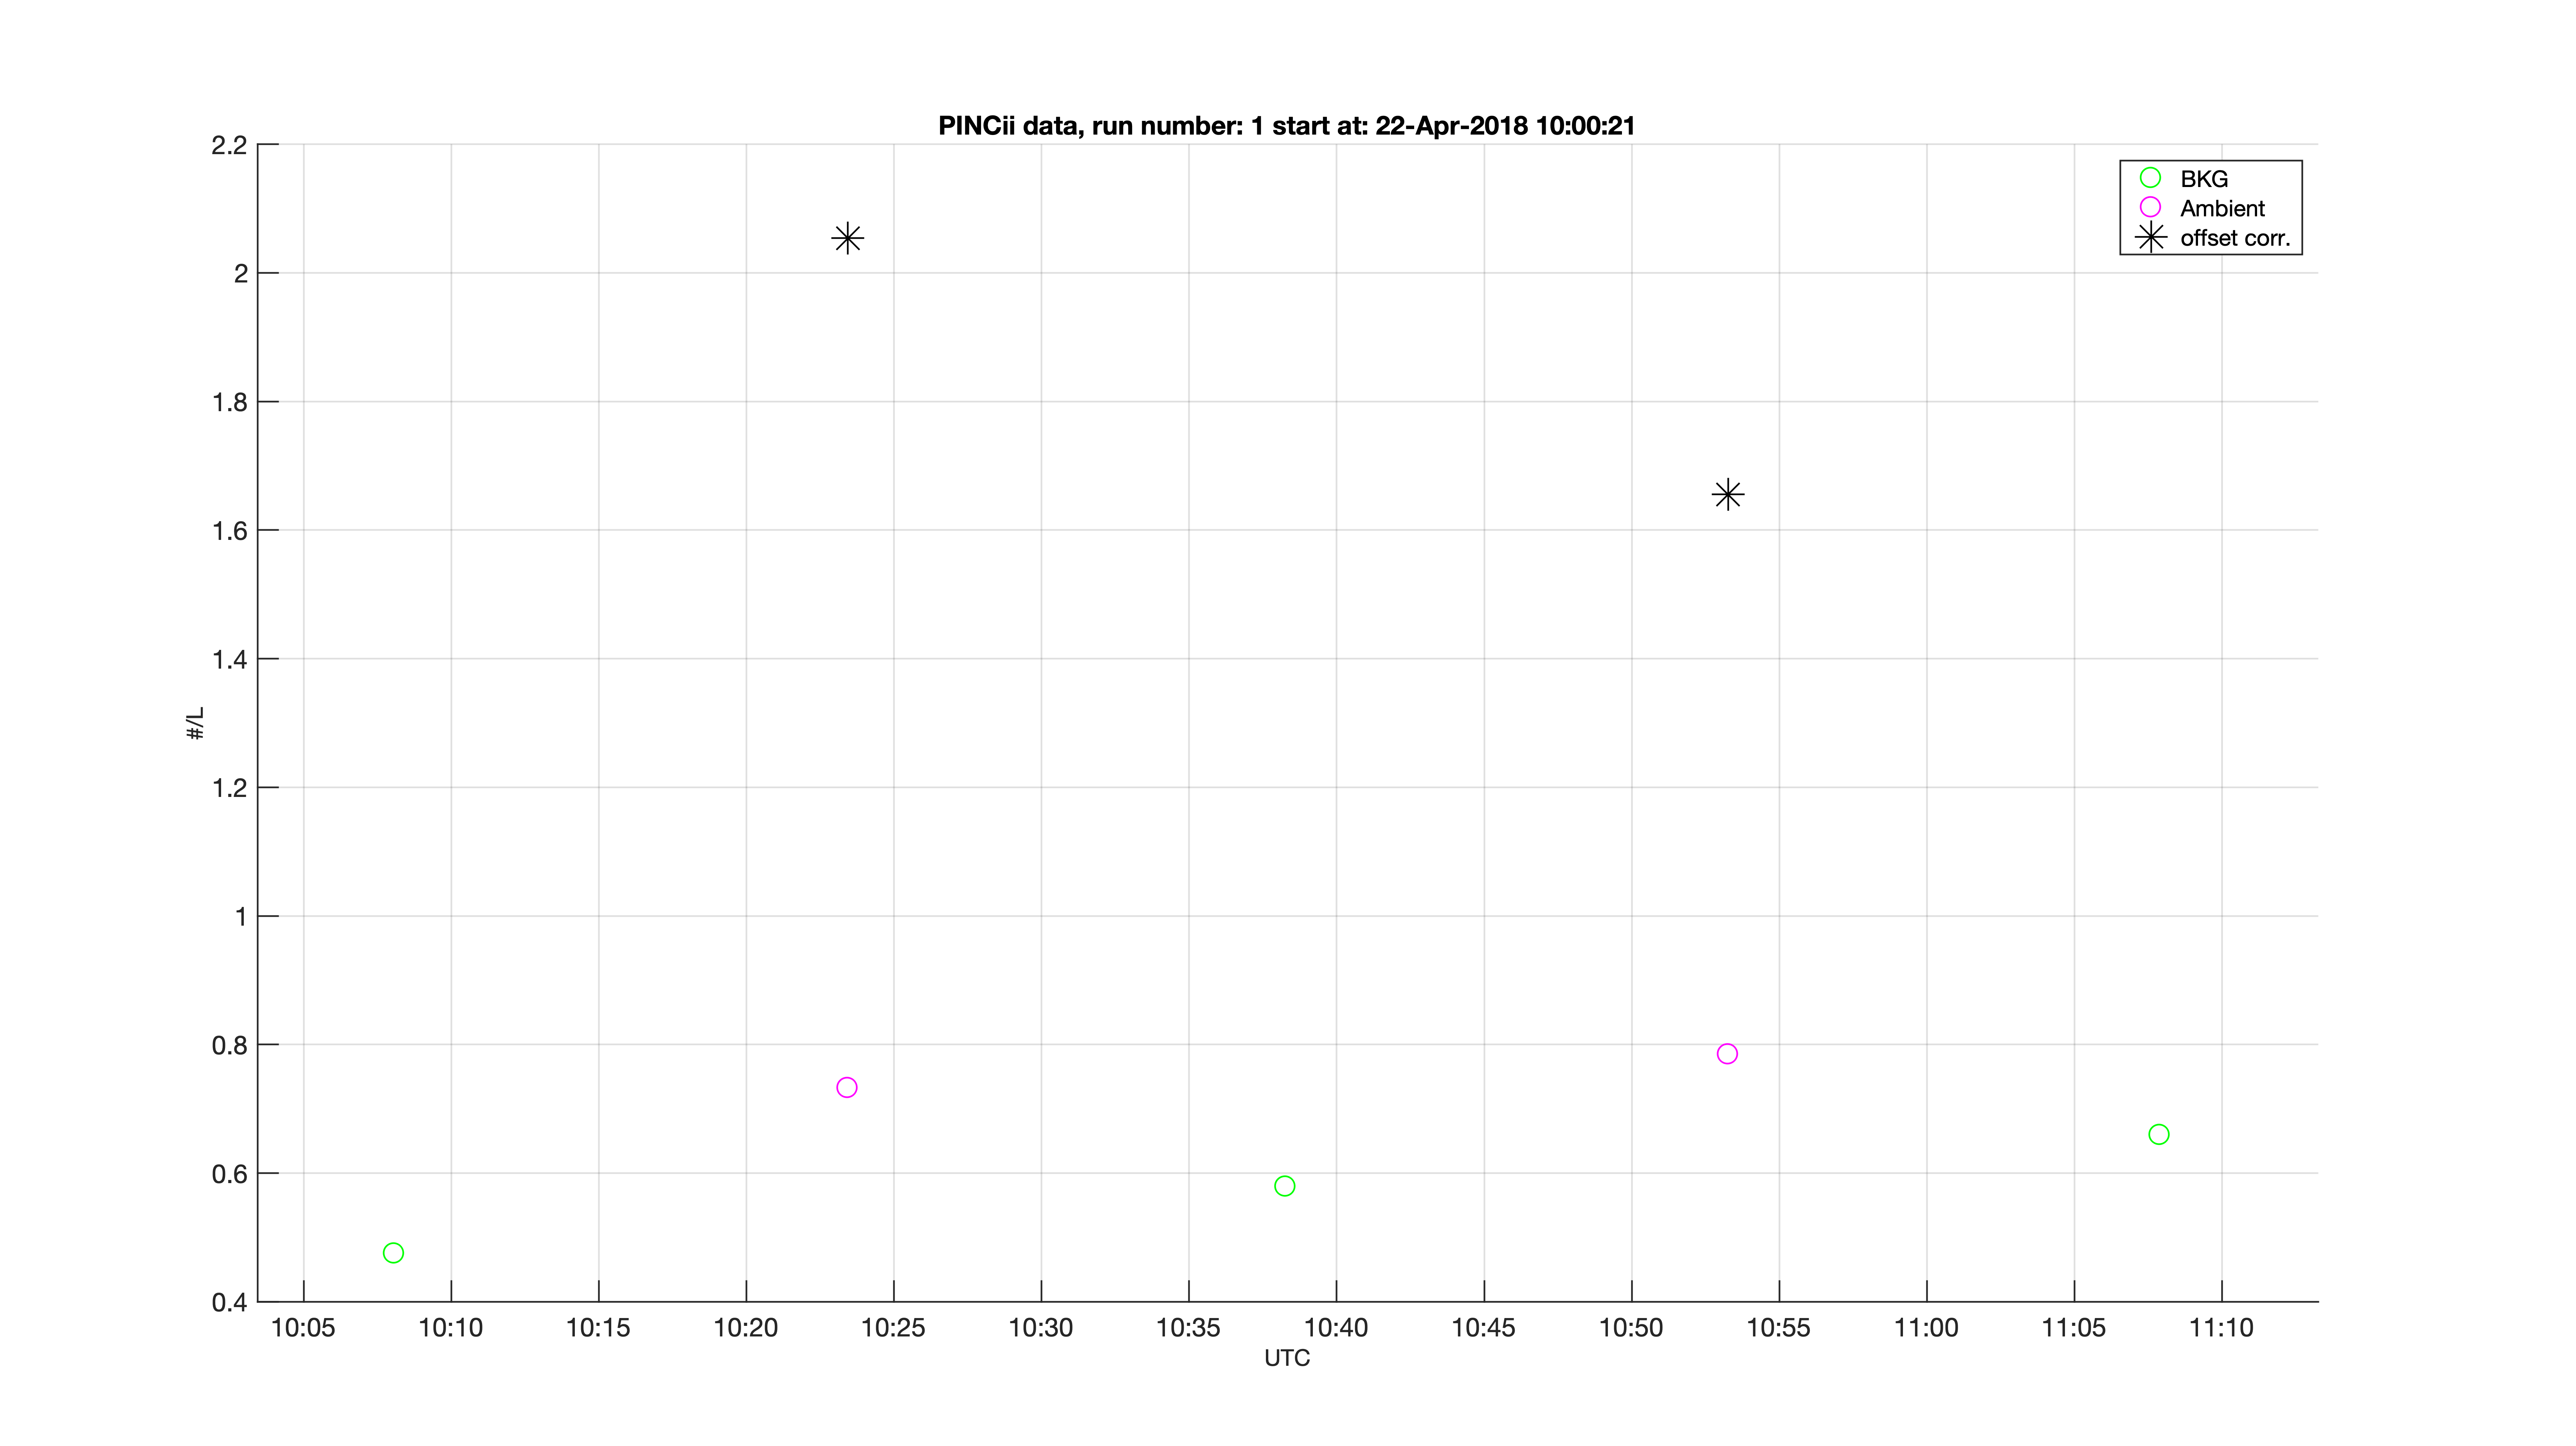 PINCii data, run number: 1 start at: 22-Apr-2018 10:00:21
2.2
2
1.8
1.6
1.4
1.2
1
0.8
0.6
0.4
#/L
BKG
Ambient
offset corr.
10:05 10:10 10:15 10:20 10:25 10:30 10:35 10:40 10:45 10:50 10:55 11:00 11:05 11:10
UTC